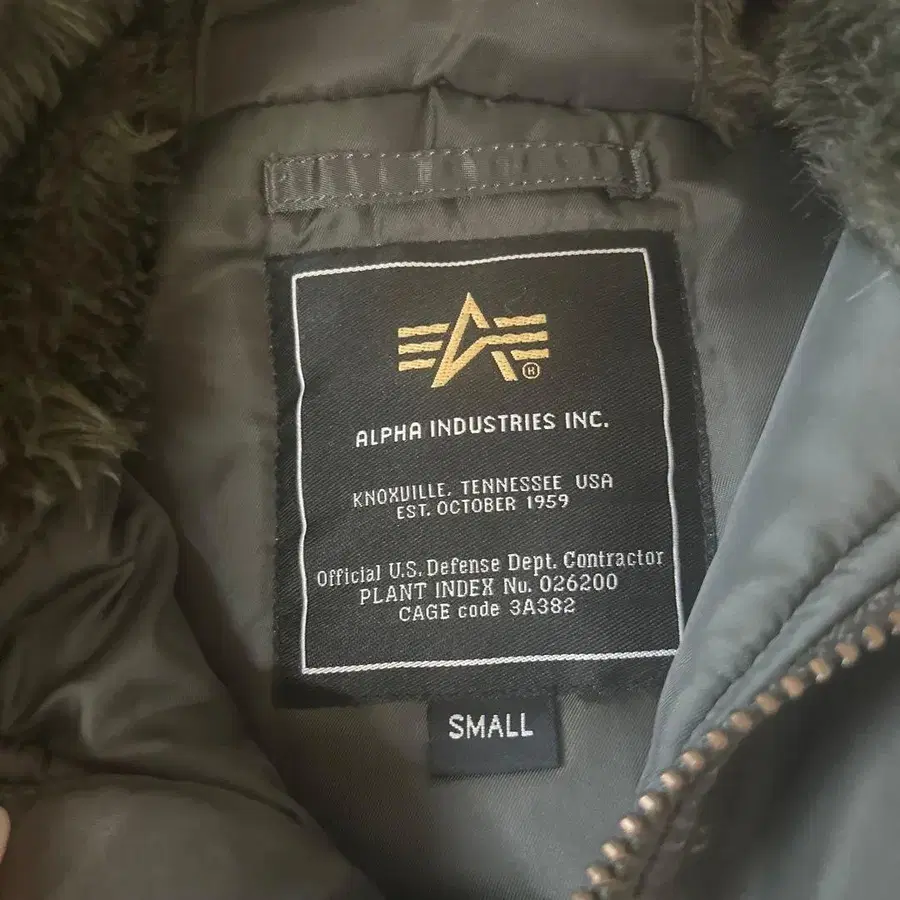 ®
ALPHA INDUSTRIES INC.
KNOXVILLE, TENNESSEE USA
EST. OCTOBER 1959
Official U.S. Defense Dept. Contractor
PLANT INDEX No. 026200
CAGE code 3A382
SMALL